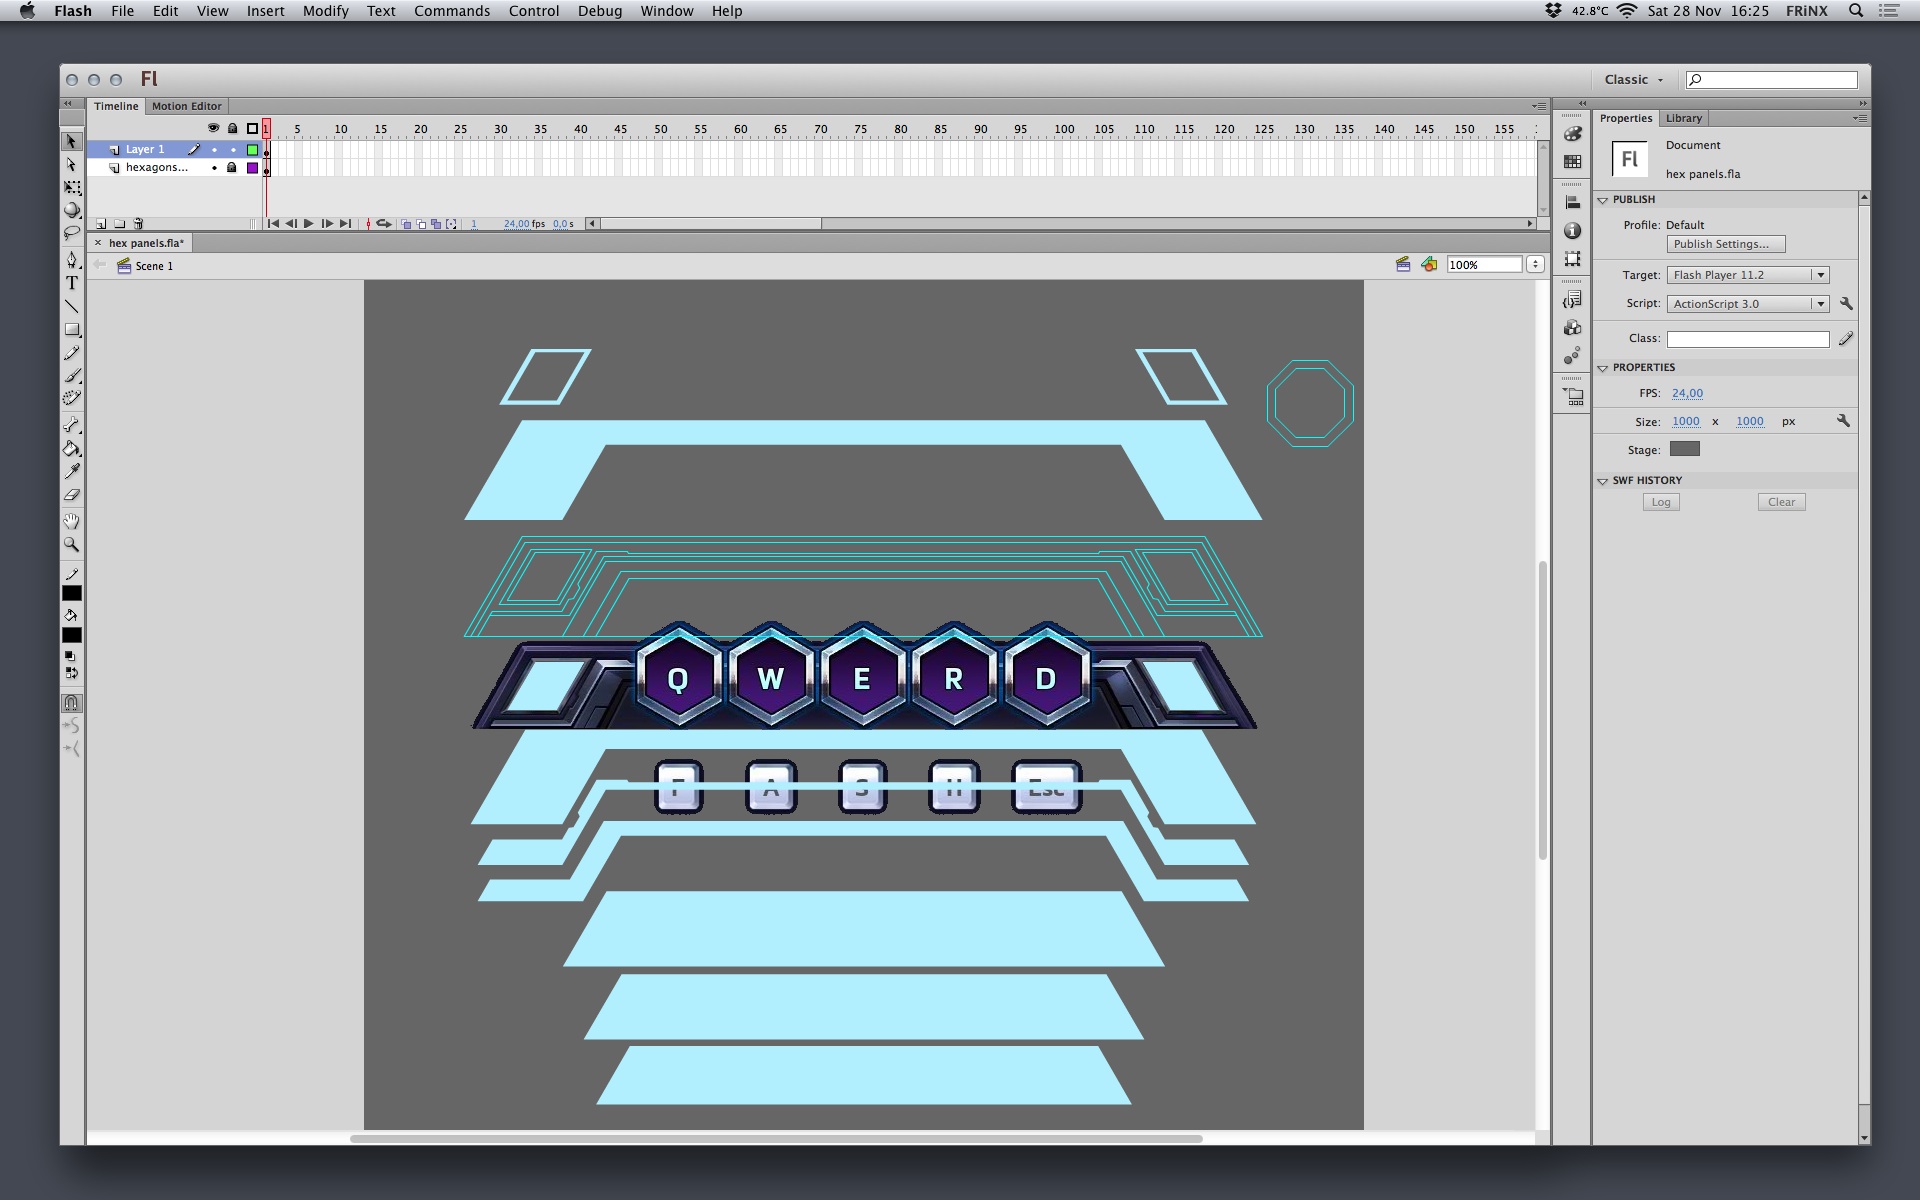 Flash File Edit View Insert Modify Text Commands Control Debug Window Help 42.8°C Sat 28 Nov 16:25 FRiNX
Fl Classic
Timeline Motion Editor
1 5 10 15 20 25 30 35 40 45 50 55 60 65 70 75 80 85 90 95 100 105 110 115 120 125 130 135 140 145 150 155
Layer 1
hexagons...
1 24,00 fps 0,0 s
hex panels.fla*
Scene 1 100%
Q W E R D
F A S H Esc
Properties Library
Fl
Document
hex panels.fla
PUBLISH
Profile: Default
Publish Settings...
Target: Flash Player 11.2
Script: ActionScript 3.0
Class:
PROPERTIES
FPS: 24,00
Size: 1000 x 1000 px
Stage:
SWF HISTORY
Log Clear